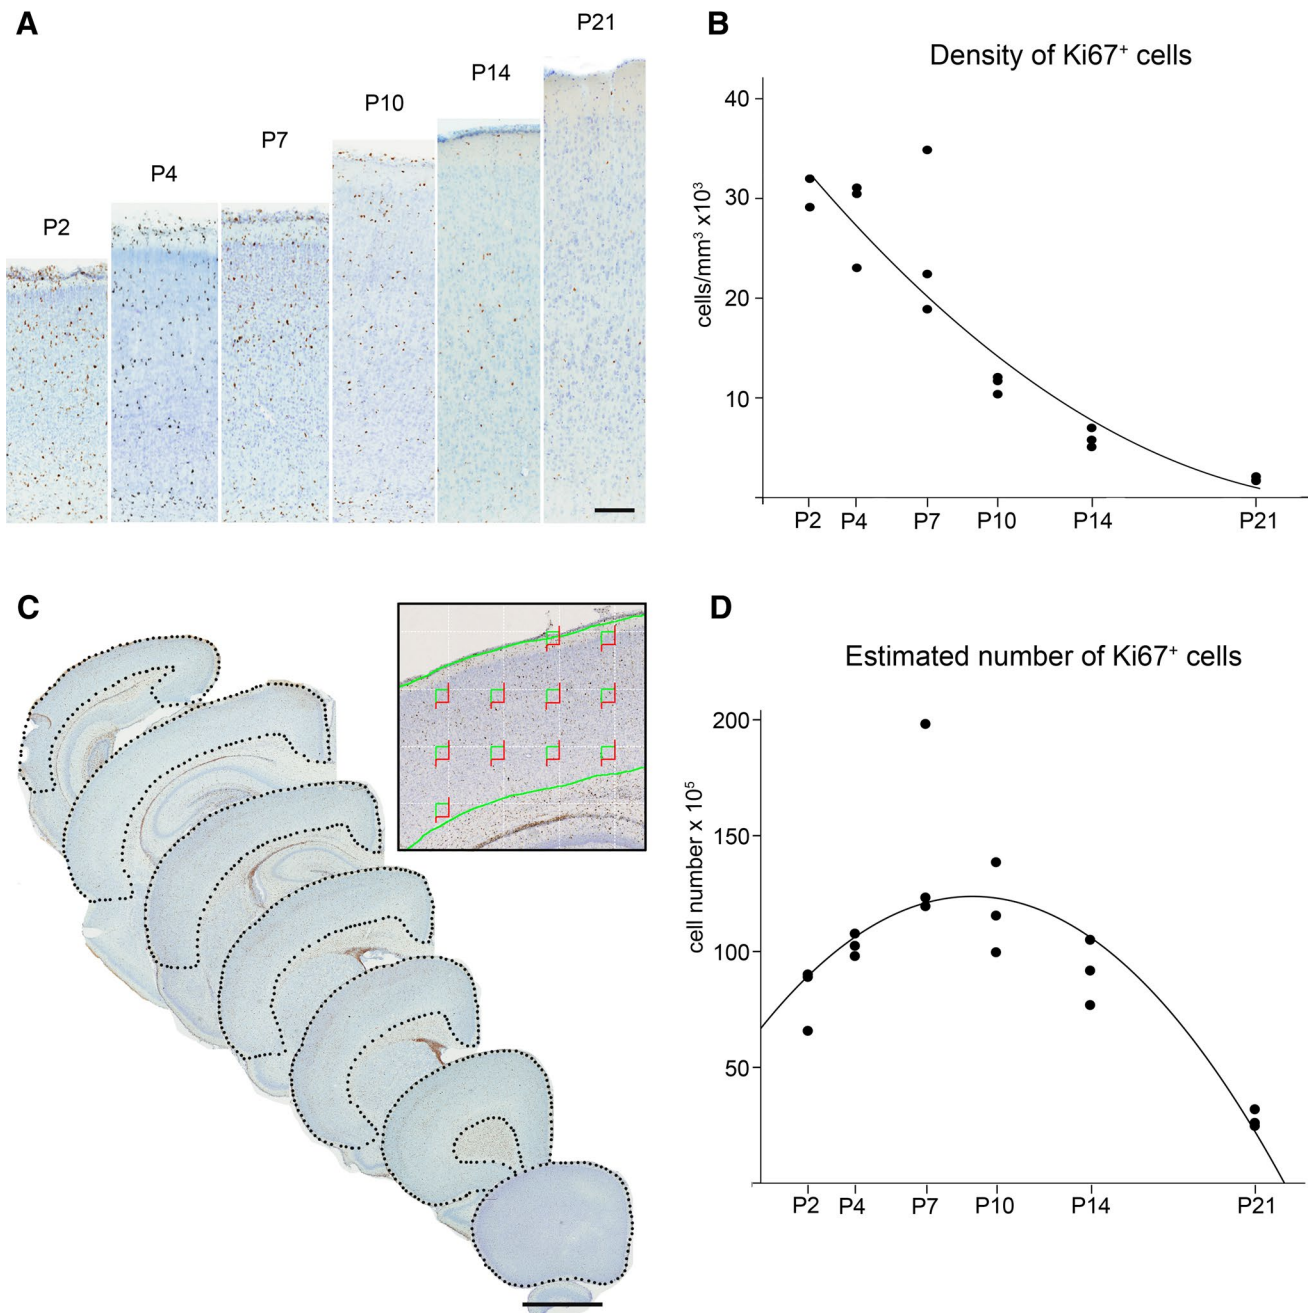 A
P2
P4
P7
P10
P14
P21
B
Density of Ki67⁺ cells
cells/mm³ x10³
40
30
20
10
P2 P4 P7 P10 P14 P21
C
D
Estimated number of Ki67⁺ cells
cell number x 10⁵
200
150
100
50
P2 P4 P7 P10 P14 P21